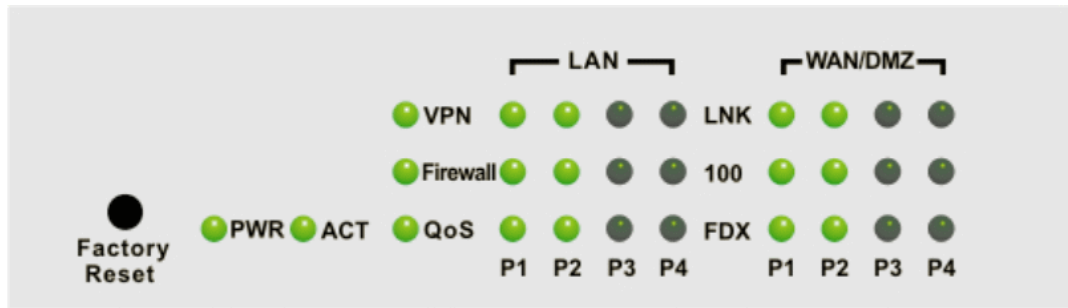 LAN WAN/DMZ
VPN LNK
Firewall 100
PWR ACT QoS FDX
Factory
Reset
P1 P2 P3 P4 P1 P2 P3 P4